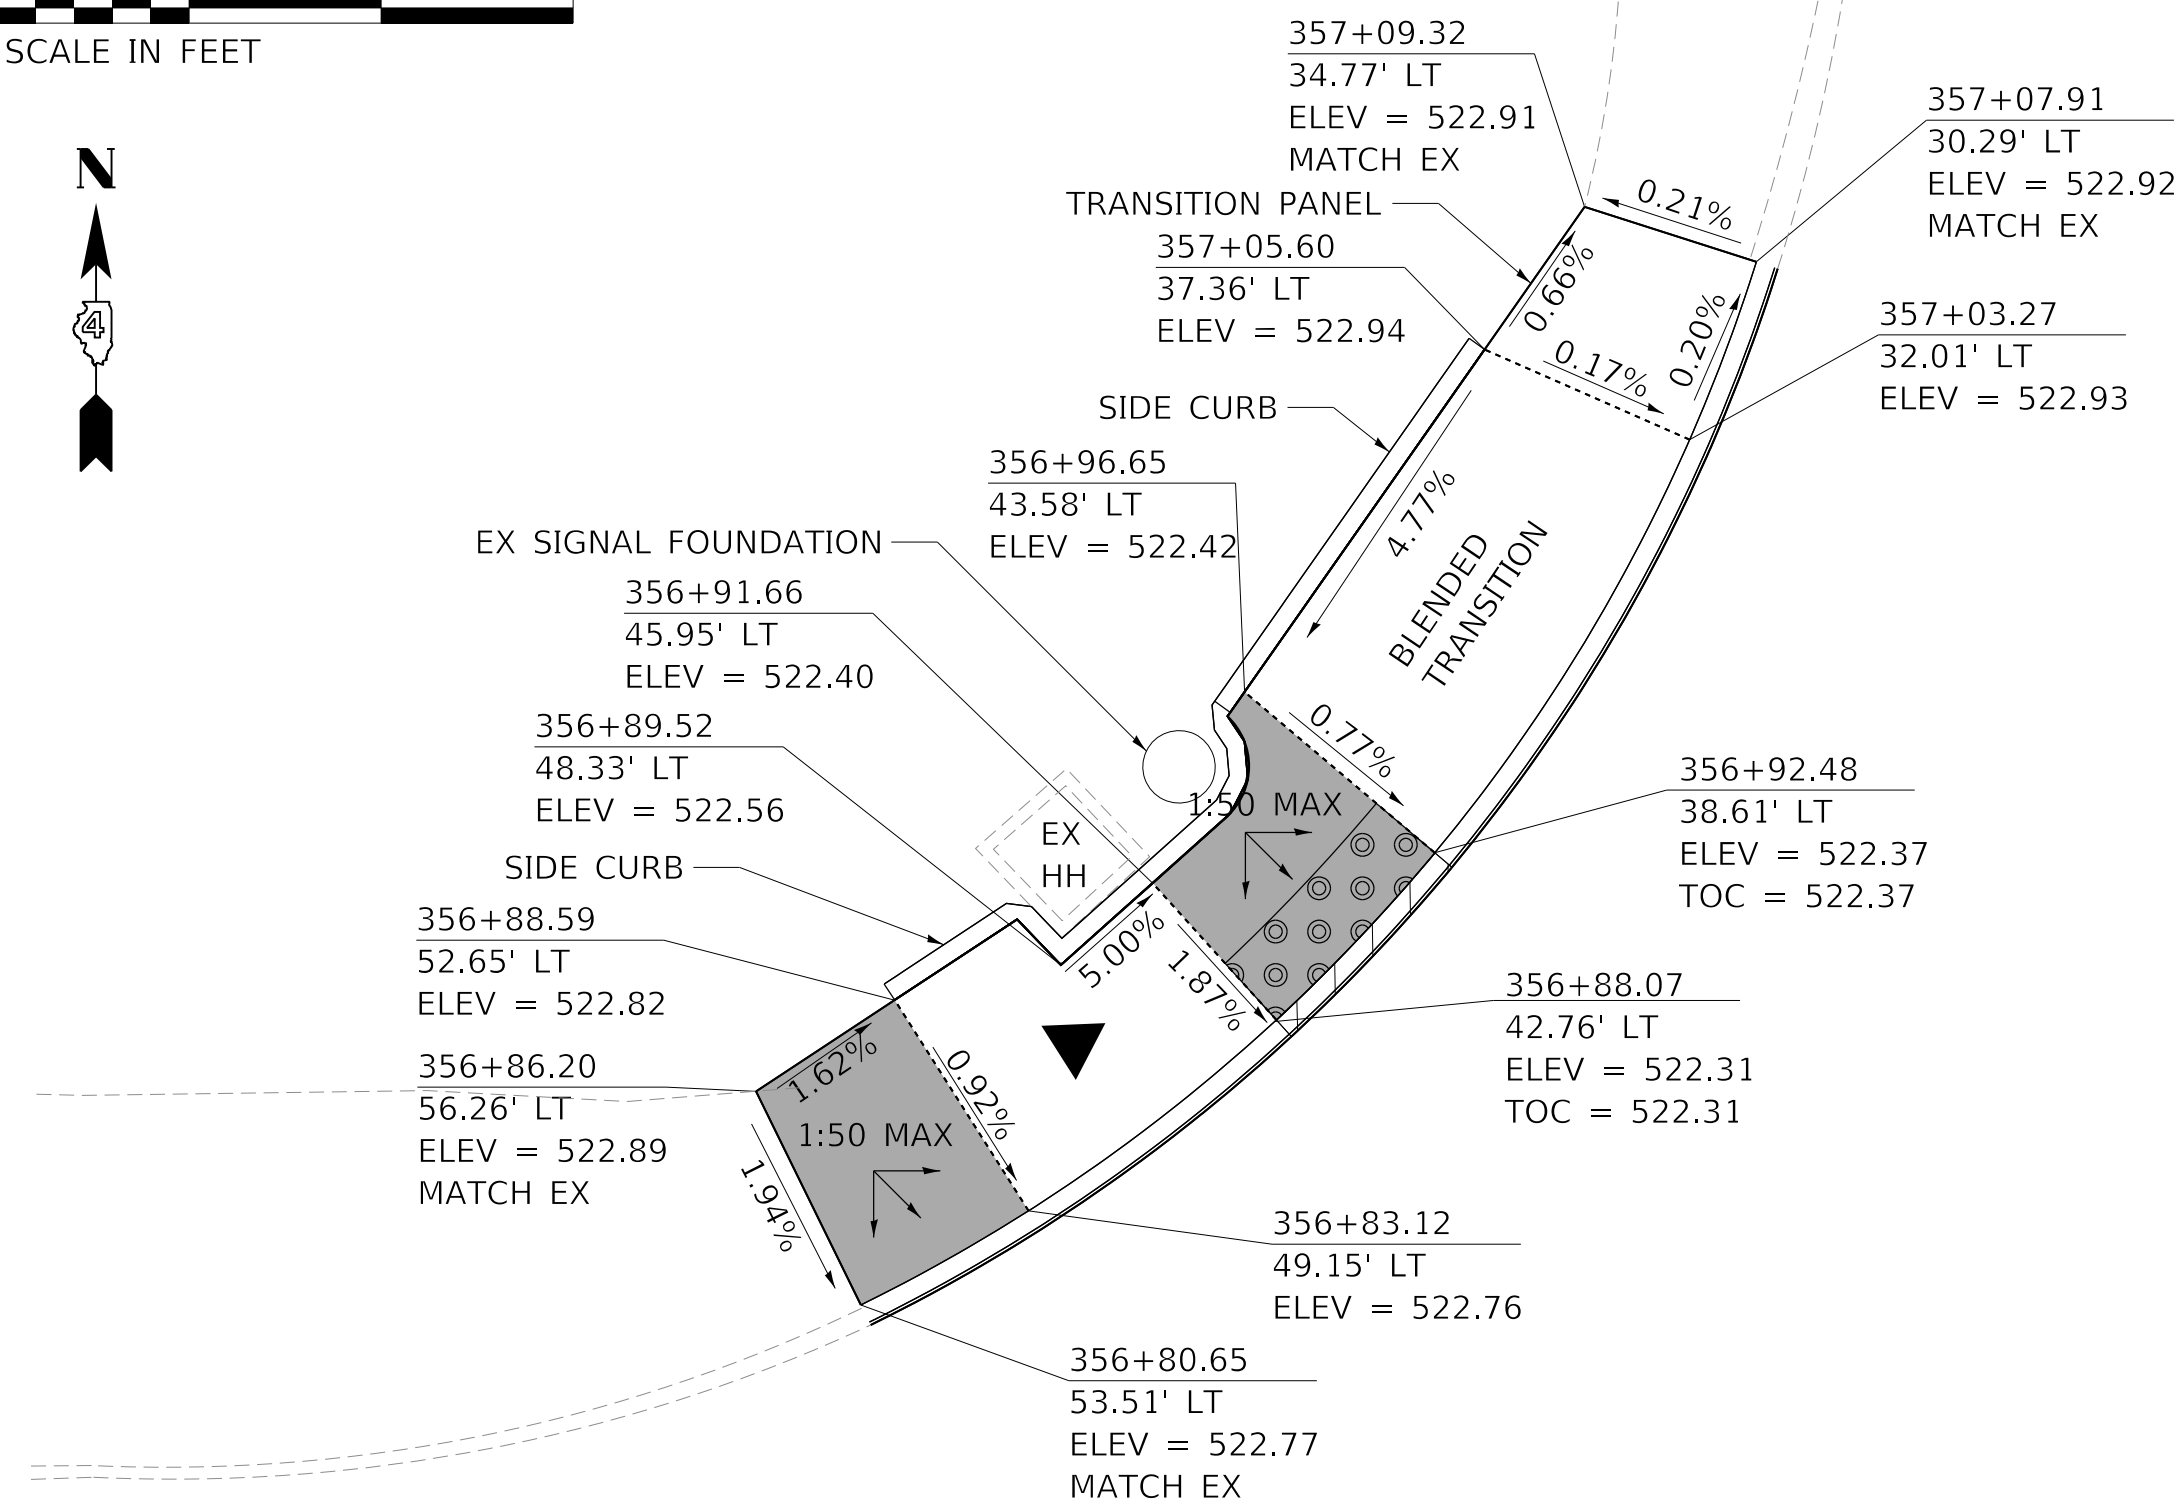 SCALE IN FEET
N
4
357+09.32
34.77' LT
ELEV = 522.91
MATCH EX
357+07.91
30.29' LT
ELEV = 522.92
MATCH EX
TRANSITION PANEL
0.21%
357+05.60
37.36' LT
ELEV = 522.94
0.66%
0.20%
0.17%
357+03.27
32.01' LT
ELEV = 522.93
SIDE CURB
356+96.65
43.58' LT
ELEV = 522.42
4.77%
BLENDED
TRANSITION
EX SIGNAL FOUNDATION
356+91.66
45.95' LT
ELEV = 522.40
356+89.52
48.33' LT
ELEV = 522.56
0.77%
1:50 MAX
356+92.48
38.61' LT
ELEV = 522.37
TOC = 522.37
EX
HH
SIDE CURB
356+88.59
52.65' LT
ELEV = 522.82
5.00%
1.87%
356+88.07
42.76' LT
ELEV = 522.31
TOC = 522.31
356+86.20
56.26' LT
ELEV = 522.89
MATCH EX
1.62%
0.92%
1:50 MAX
1.94%
356+83.12
49.15' LT
ELEV = 522.76
356+80.65
53.51' LT
ELEV = 522.77
MATCH EX